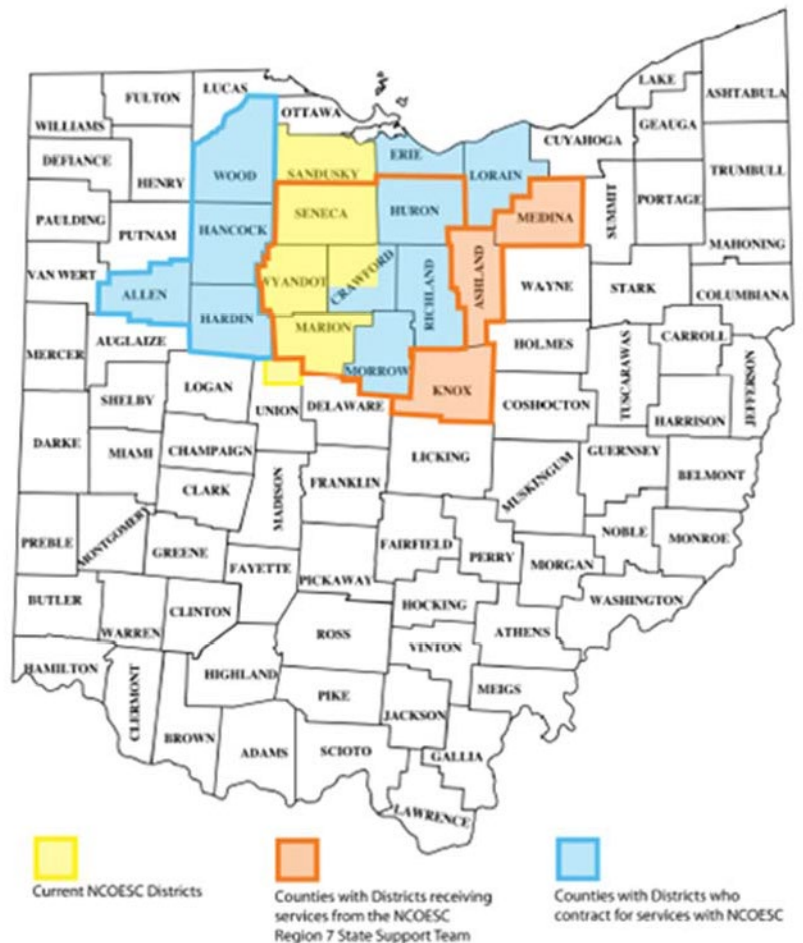 LAKE
LUCAS
ASHTABULA
FULTON
OTTAWA
GEAUGA
WILLIAMS
CUYAHOGA
DEFIANCE
ERIE
SANDUSKY
WOOD
LORAIN
TRUMBULL
HENRY
PORTAGE
SUMMIT
SENECA
HURON
MEDINA
PAULDING
HANCOCK
PUTNAM
MAHONING
VAN WERT
WYANDOT
CRAWFORD
RICHLAND
ASHLAND
WAYNE
STARK
COLUMBIANA
ALLEN
HARDIN
MARION
CARROLL
AUGLAIZE
HOLMES
MERCER
TUSCARAWAS
JEFFERSON
MORROW
LOGAN
KNOX
SHELBY
UNION
DELAWARE
COSHOCTON
HARRISON
DARKE
MIAMI
CHAMPAIGN
LICKING
GUERNSEY
BELMONT
CLARK
MADISON
FRANKLIN
MUSKINGUM
PREBLE
MONTGOMERY
GREENE
FAIRFIELD
NOBLE
MONROE
PERRY
FAYETTE
MORGAN
PICKAWAY
BUTLER
CLINTON
HOCKING
WASHINGTON
WARREN
ROSS
ATHENS
VINTON
HAMILTON
CLERMONT
HIGHLAND
PIKE
MEIGS
JACKSON
BROWN
ADAMS
SCIOTO
GALLIA
LAWRENCE
Current NCOESC Districts
Counties with Districts receiving
services from the NCOESC
Region 7 State Support Team
Counties with Districts who
contract for services with NCOESC